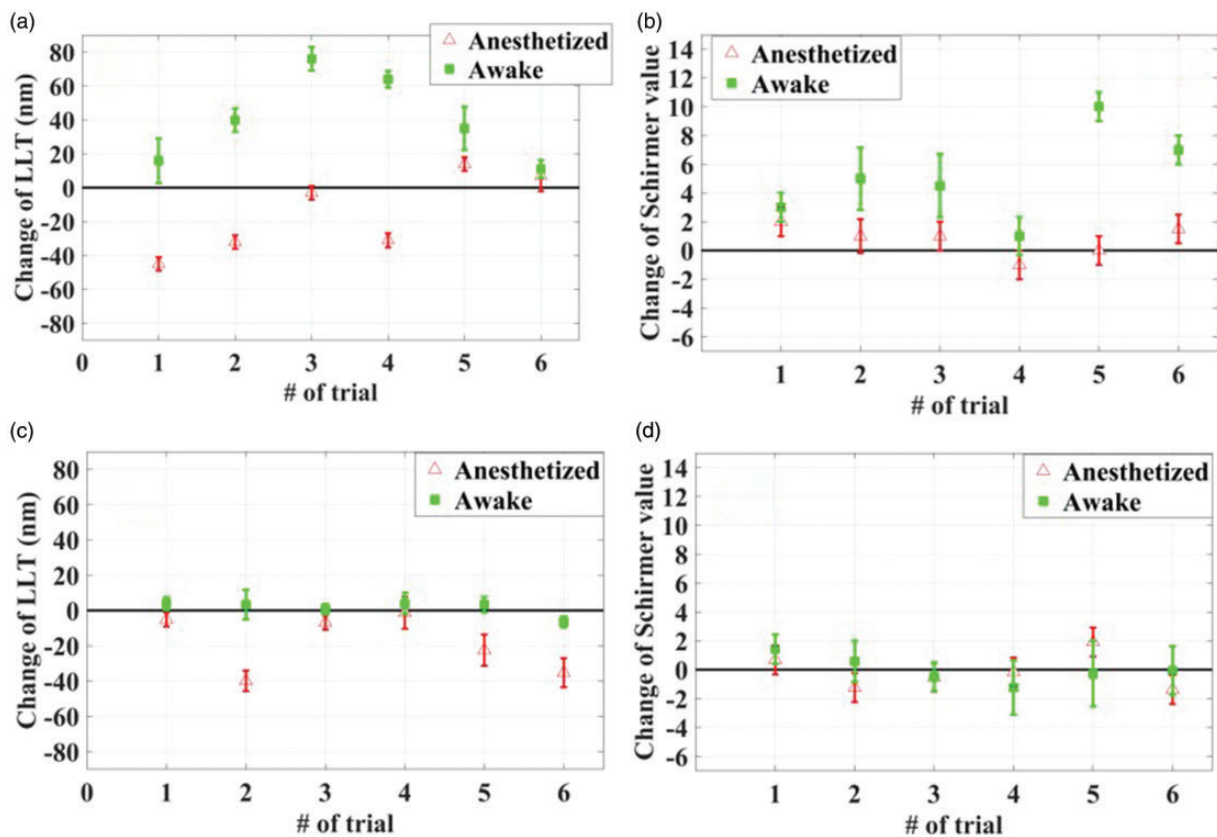 (a)
Change of LLT (nm)
80
60
40
20
0
-20
-40
-60
-80
0 1 2 3 4 5 6
# of trial
Anesthetized
Awake
(b)
Change of Schirmer value
14
12
10
8
6
4
2
0
-2
-4
-6
1 2 3 4 5 6
# of trial
Anesthetized
Awake
(c)
Change of LLT (nm)
80
60
40
20
0
-20
-40
-60
-80
0 1 2 3 4 5 6
# of trial
Anesthetized
Awake
(d)
Change of Schirmer value
14
12
10
8
6
4
2
0
-2
-4
-6
1 2 3 4 5 6
# of trial
Anesthetized
Awake